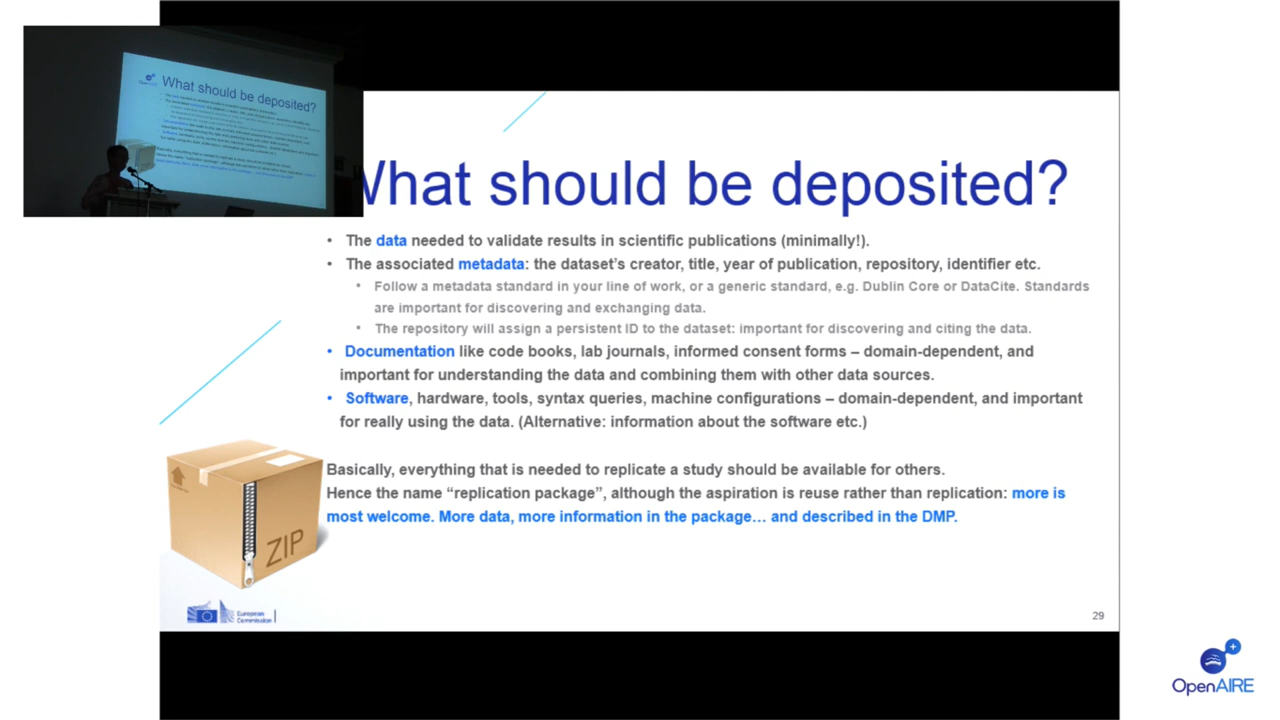 What should be deposited?
OpenAIRE
What should be deposited?
• The data needed to validate results in scientific publications (minimally!).
• The associated metadata: the dataset’s creator, title, year of publication, repository, identifier etc.
• Follow a metadata standard in your line of work, or a generic standard, e.g. Dublin Core or DataCite. Standards
are important for discovering and exchanging data.
• The repository will assign a persistent ID to the dataset: important for discovering and citing the data.
• Documentation like code books, lab journals, informed consent forms – domain-dependent, and
important for understanding the data and combining them with other data sources.
• Software, hardware, tools, syntax queries, machine configurations – domain-dependent, and important
for really using the data. (Alternative: information about the software etc.)
Basically, everything that is needed to replicate a study should be available for others.
Hence the name “replication package”, although the aspiration is reuse rather than replication: more is
most welcome. More data, more information in the package… and described in the DMP.
ZIP
European
Commission
29
OpenAIRE